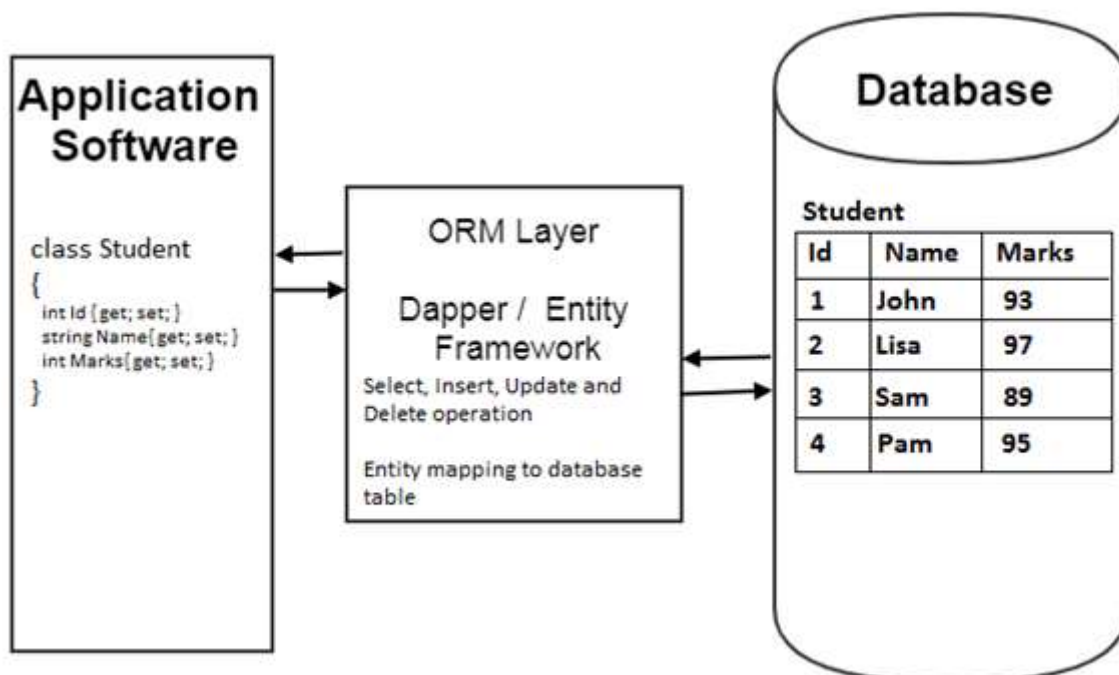 Application
Software
class Student
{
int Id { get; set; }
string Name{ get; set; }
int Marks{ get; set; }
}
ORM Layer
Dapper / Entity
Framework
Select, Insert, Update and
Delete operation
Entity mapping to database
table
Database
Student
Id Name Marks
1 John 93
2 Lisa 97
3 Sam 89
4 Pam 95